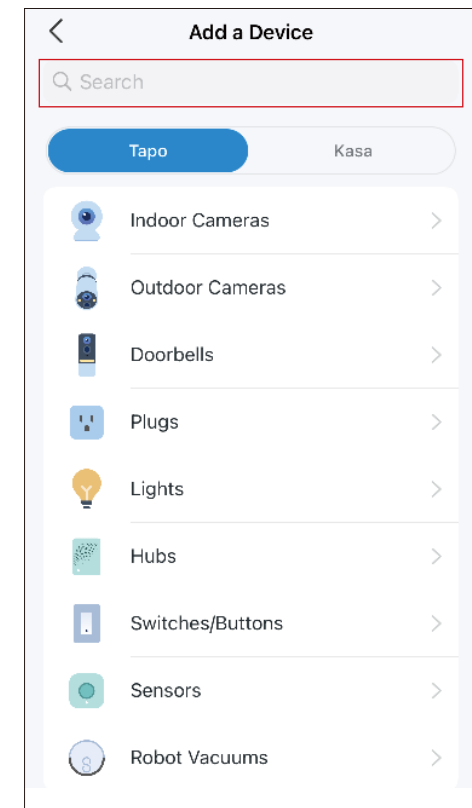 Add a Device
Search
Tapo Kasa
Indoor Cameras
Outdoor Cameras
Doorbells
Plugs
Lights
Hubs
Switches/Buttons
Sensors
Robot Vacuums